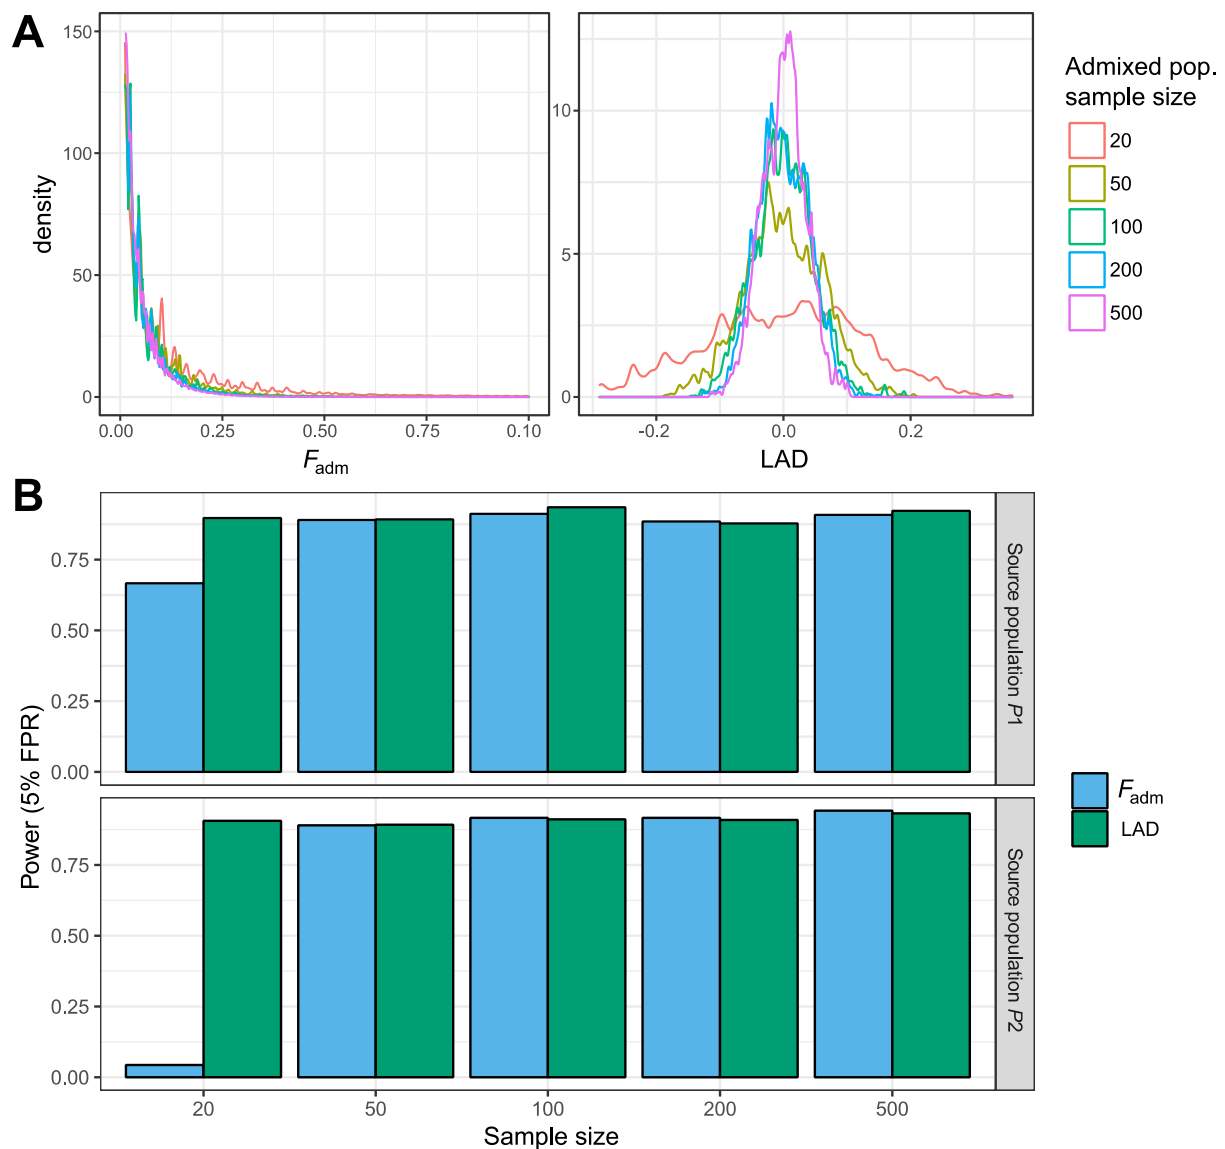 A
density
150
100
50
0
0.00
0.25
0.50
0.75
0.10
Fadm
10
5
0
-0.2
0.0
0.2
LAD
Admixed pop.
sample size
20
50
100
200
500
B
Power (5% FPR)
0.75
0.50
0.25
0.00
Source population P1
0.75
0.50
0.25
0.00
Source population P2
20
50
100
200
500
Sample size
Fadm
LAD